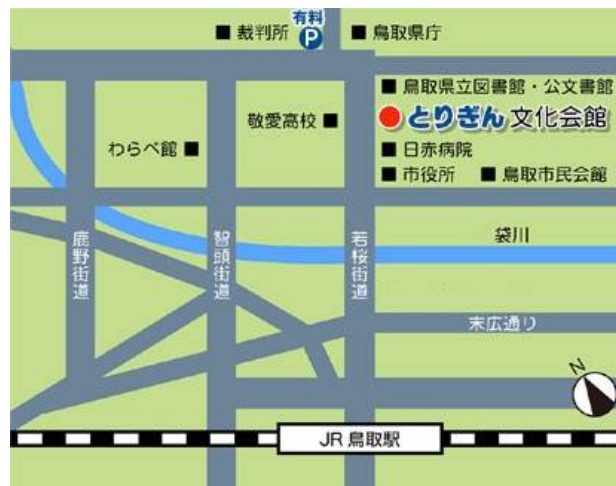 有料
P
■ 裁判所
■ 鳥取県庁
■ 鳥取県立図書館・公文書館
とりぎん 文化会館
敬愛高校 ■
わらべ館 ■
■ 日赤病院
■ 市役所 ■ 鳥取市民会館
鹿野街道
智頭街道
若桜街道
袋川
末広通り
N
JR 鳥取駅